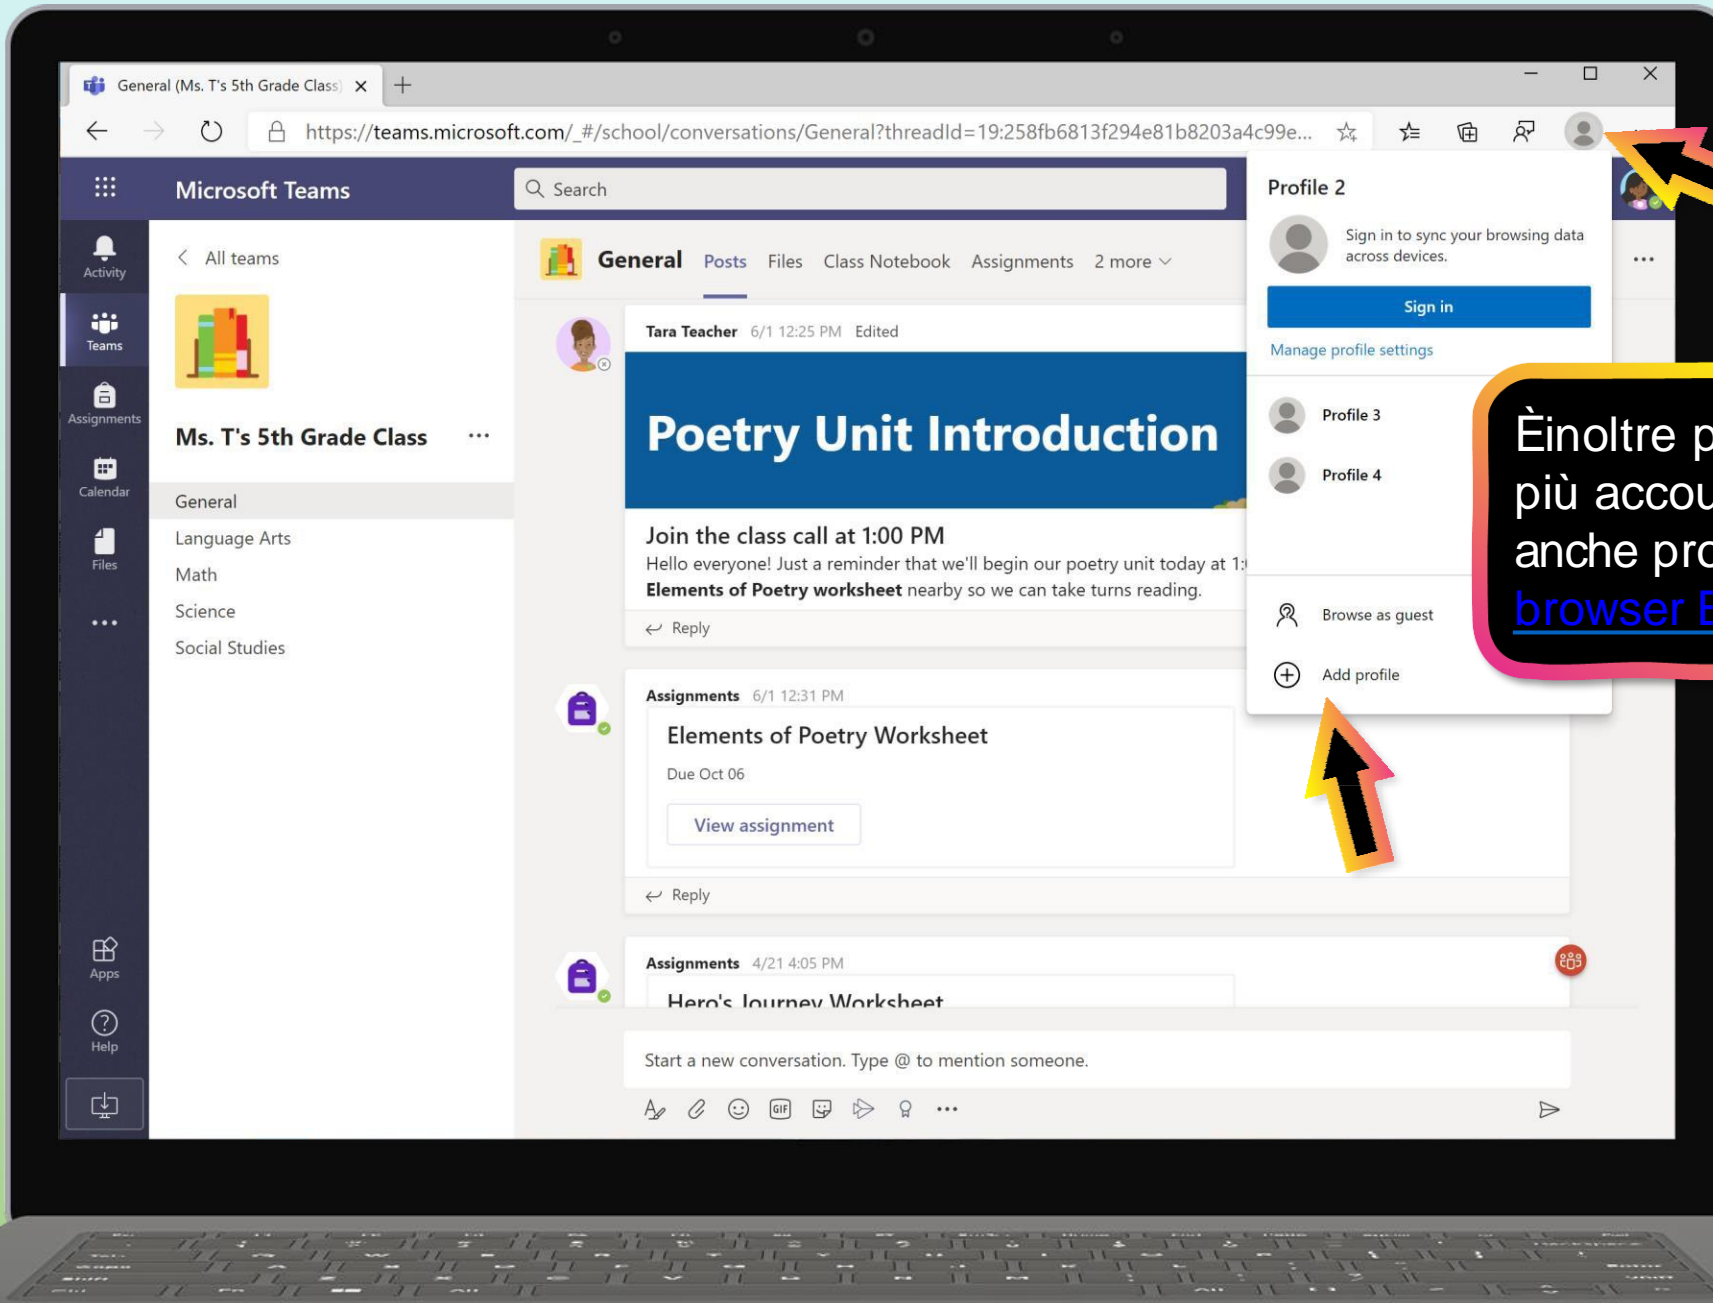 General (Ms. T's 5th Grade Class)
https://teams.microsoft.com/_#/school/conversations/General?threadId=19:258fb6813f294e81b8203a4c99e...
Microsoft Teams
Search
Profile 2
Sign in to sync your browsing data
across devices.
Sign in
Manage profile settings
Profile 3
Profile 4
Browse as guest
Add profile
Èinoltre p
più accou
anche pro
browser E
Activity
Teams
Assignments
Calendar
Files
Apps
Help
All teams
Ms. T's 5th Grade Class
General
Language Arts
Math
Science
Social Studies
General Posts Files Class Notebook Assignments 2 more
Tara Teacher 6/1 12:25 PM Edited
Poetry Unit Introduction
Join the class call at 1:00 PM
Hello everyone! Just a reminder that we'll begin our poetry unit today at 1:
Elements of Poetry worksheet nearby so we can take turns reading.
Reply
Assignments 6/1 12:31 PM
Elements of Poetry Worksheet
Due Oct 06
View assignment
Reply
Assignments 4/21 4:05 PM
Hero's Journey Worksheet
Start a new conversation. Type @ to mention someone.
GIF